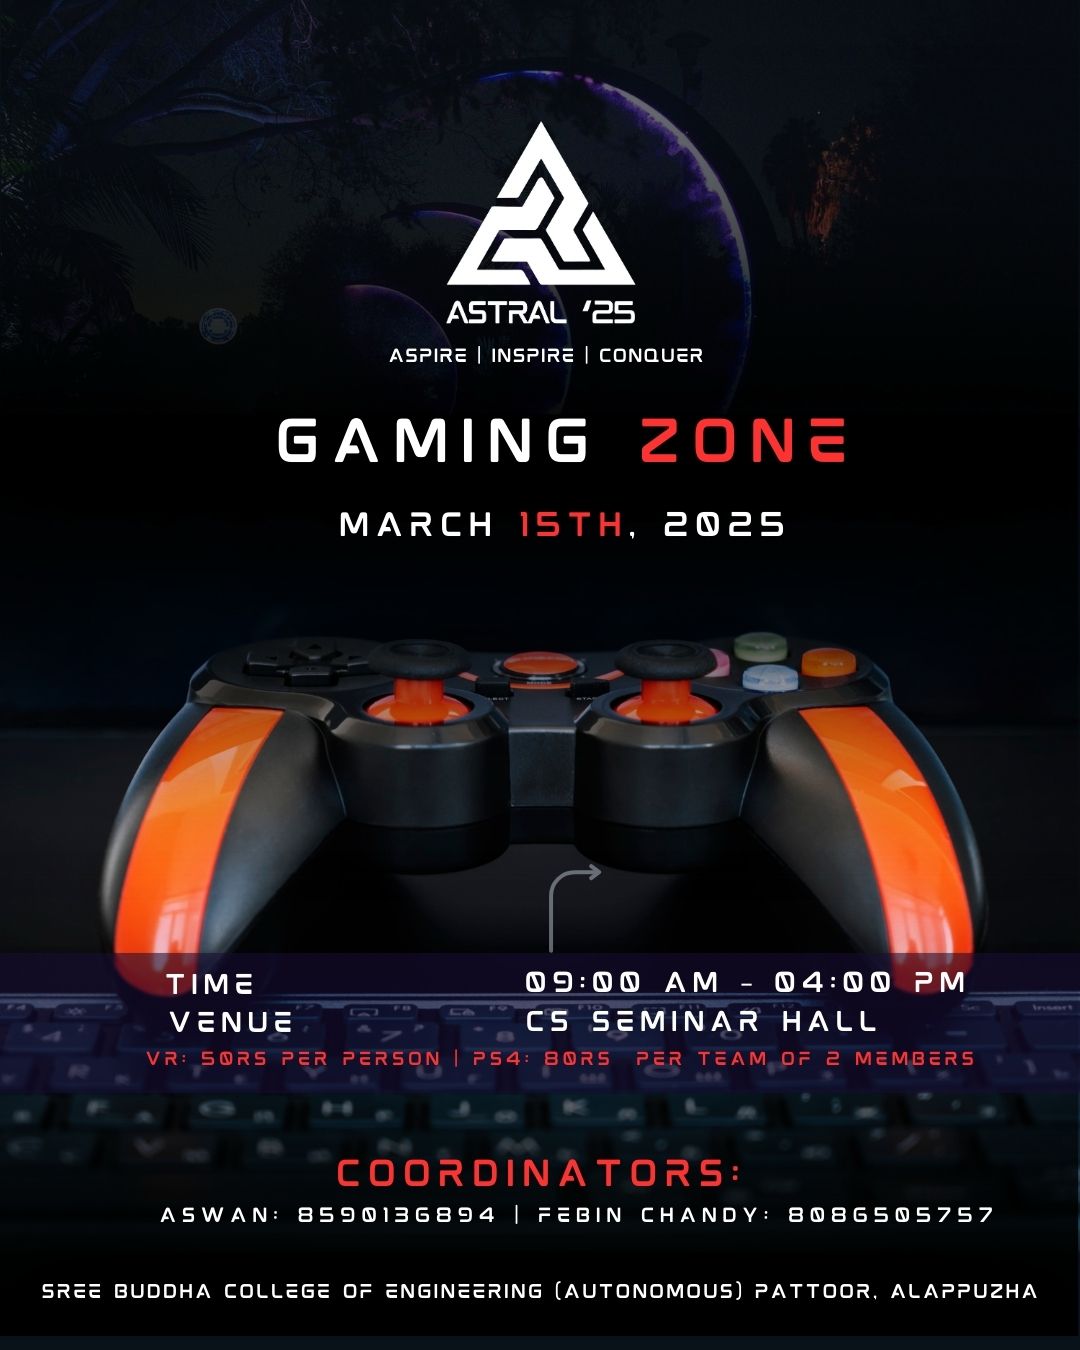 ASTRAL '25
ASPIRE | INSPIRE | CONQUER
GAMING ZONE
MARCH 15TH, 2025
TIME 09:00 AM - 04:00 PM
VENUE CS SEMINAR HALL
VR: 50RS PER PERSON | PS4: 80RS PER TEAM OF 2 MEMBERS
COORDINATORS:
ASWAN: 8590136894 | FEBIN CHANDY: 8086505757
SREE BUDDHA COLLEGE OF ENGINEERING (AUTONOMOUS) PATTOOR, ALAPPUZHA